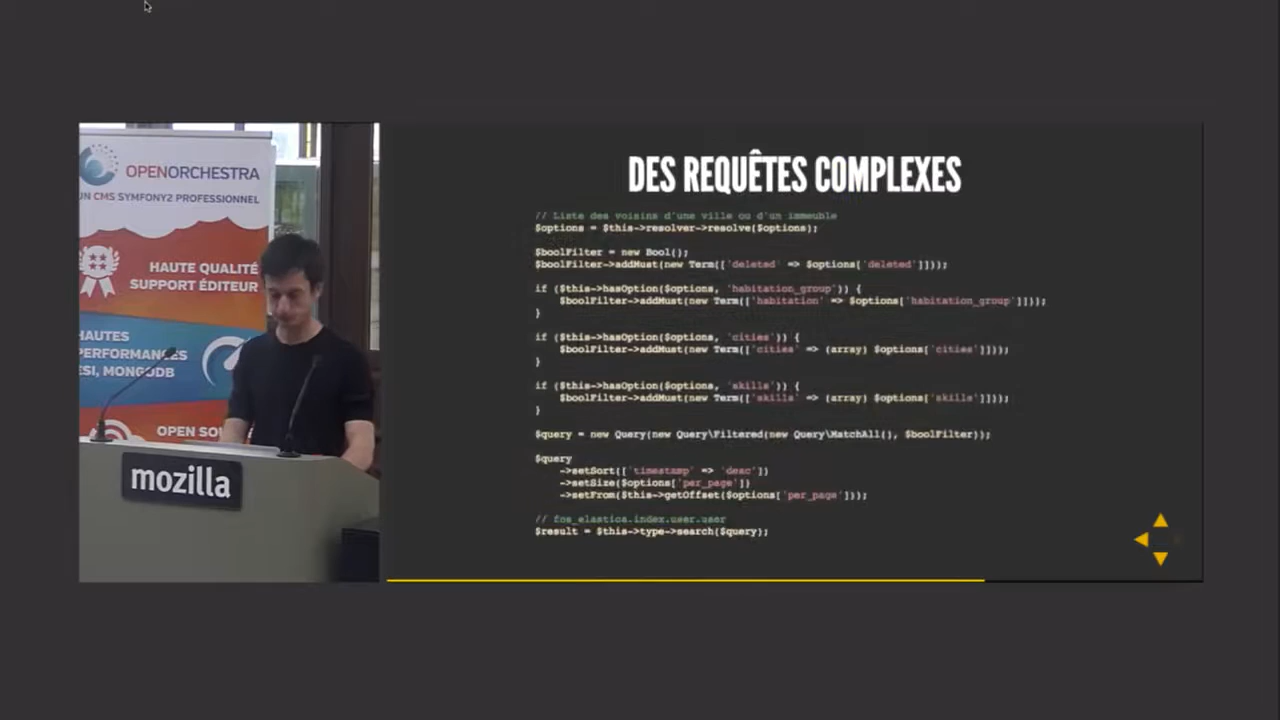 OPENORCHESTRA
UN CMS SYMFONY2 PROFESSIONNEL
HAUTE QUALITÉ
SUPPORT ÉDITEUR
HAUTES
PERFORMANCES
ESI, MONGODB
OPEN
mozilla
DES REQUÊTES COMPLEXES
// Liste des voisins d'une ville ou d'un immeuble
$options = $this->resolver->resolve($options);
$boolFilter = new Bool();
$boolFilter->addMust(new Term(['deleted' => $options['deleted']]));
if ($this->hasOption($options, 'habitation_group')) {
$boolFilter->addMust(new Term(['habitation' => $options['habitation_group']]));
}
if ($this->hasOption($options, 'cities')) {
$boolFilter->addMust(new Term(['cities' => (array) $options['cities']]));
}
if ($this->hasOption($options, 'skills')) {
$boolFilter->addMust(new Term(['skills' => (array) $options['skills']]));
}
$query = new Query(new Query\Filtered(new Query\MatchAll(), $boolFilter));
$query
->setSort(['timestamp' => 'desc'])
->setSize($options['per_page'])
->setFrom($this->getOffset($options['per_page']));
// fos_elastica.index.user.user
$result = $this->type->search($query);